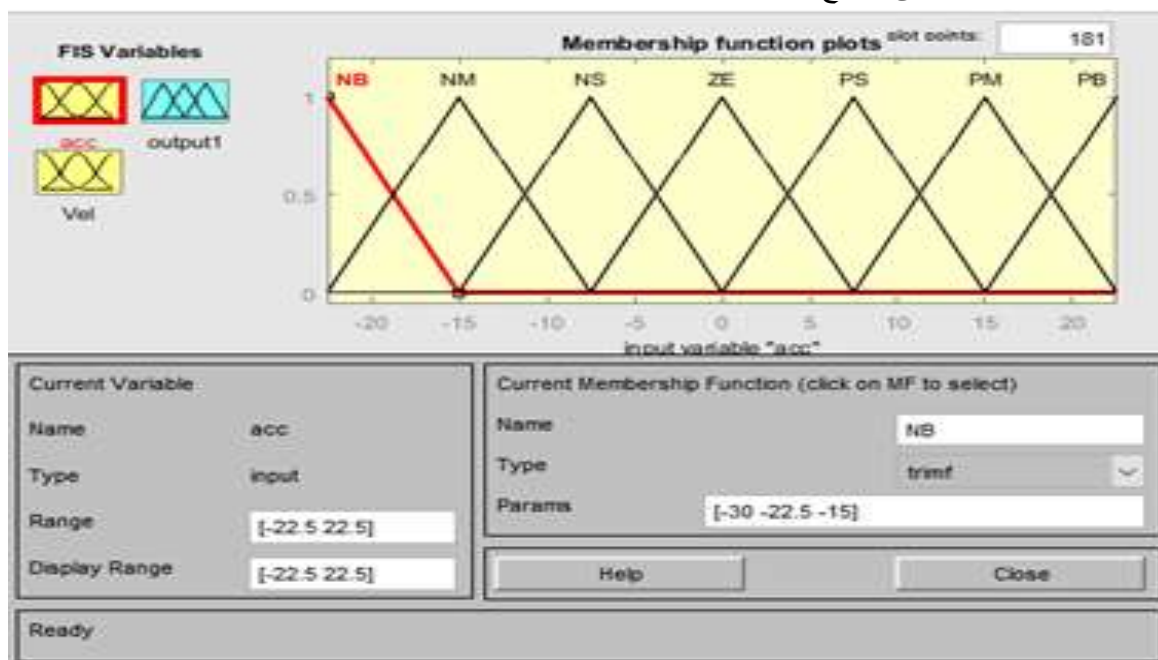 FIS Variables
Membership function plots plot points: 181
acc
output1
Vel
NB NM NS ZE PS PM PB
1
0.5
0
-20 -15 -10 -5 0 5 10 15 20
input variable "acc"
Current Variable
Name acc
Type input
Range [-22.5 22.5]
Display Range [-22.5 22.5]
Current Membership Function (click on MF to select)
Name NB
Type trimf
Params [-30 -22.5 -15]
Help Close
Ready